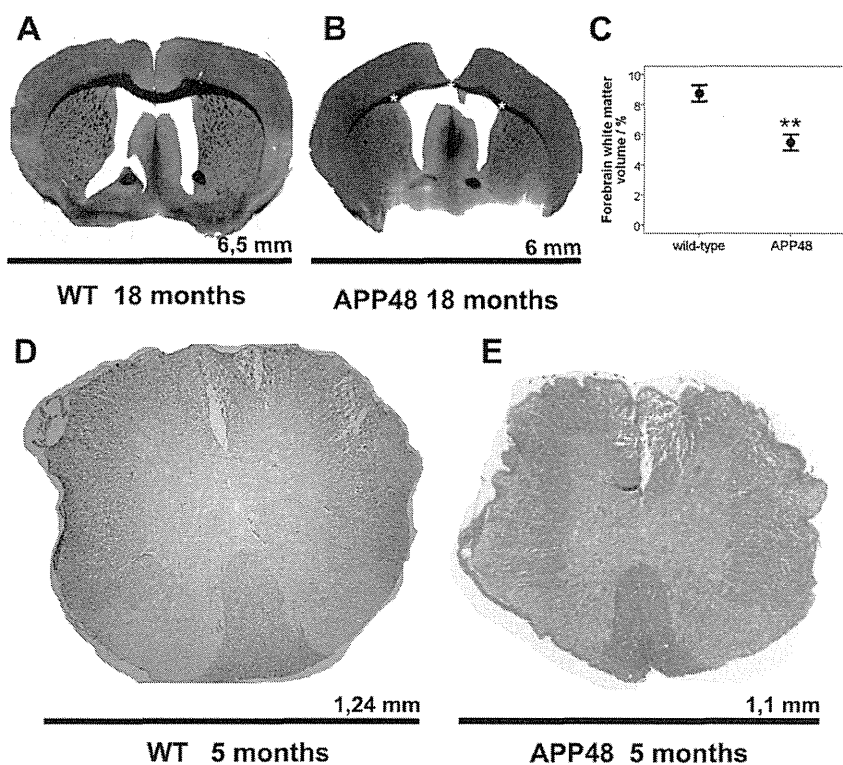 A
B
C
10
8
6
4
2
0
Forebrain white matter
volume / %
**
wild-type
APP48
6,5 mm
6 mm
WT 18 months
APP48 18 months
D
E
1,24 mm
1,1 mm
WT 5 months
APP48 5 months